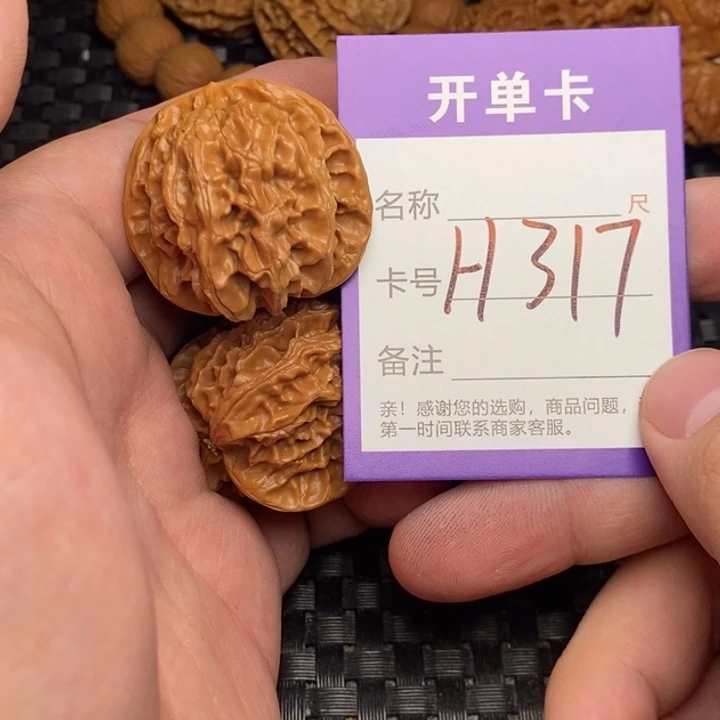 开单卡
名称 尺
卡号 H317
备注
亲！感谢您的选购，商品问题，
第一时间联系商家客服。